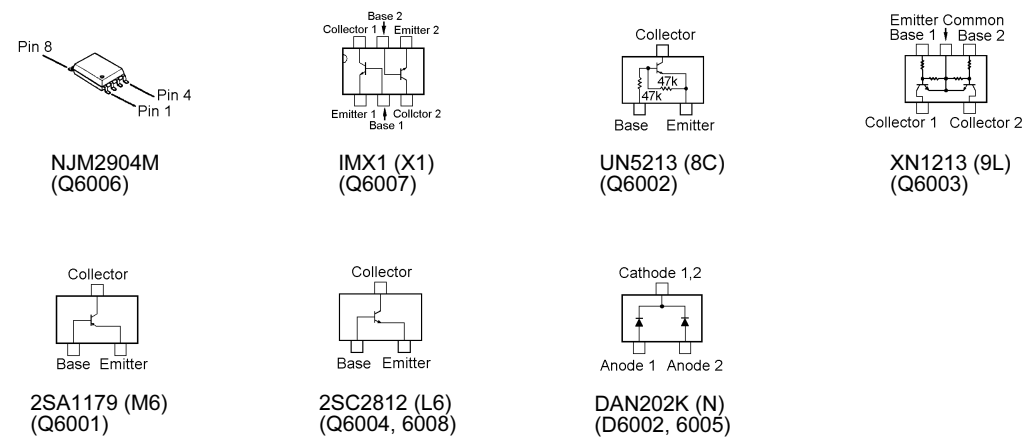 Pin 8
Pin 4
Pin 1
NJM2904M
(Q6006)
Base 2
Collector 1
Emitter 2
Emitter 1
Collctor 2
Base 1
IMX1 (X1)
(Q6007)
Collector
47k
47k
Base
Emitter
UN5213 (8C)
(Q6002)
Emitter Common
Base 1
Base 2
Collector 1
Collector 2
XN1213 (9L)
(Q6003)
Collector
Base
Emitter
2SA1179 (M6)
(Q6001)
Collector
Base
Emitter
2SC2812 (L6)
(Q6004, 6008)
Cathode 1,2
Anode 1
Anode 2
DAN202K (N)
(D6002, 6005)